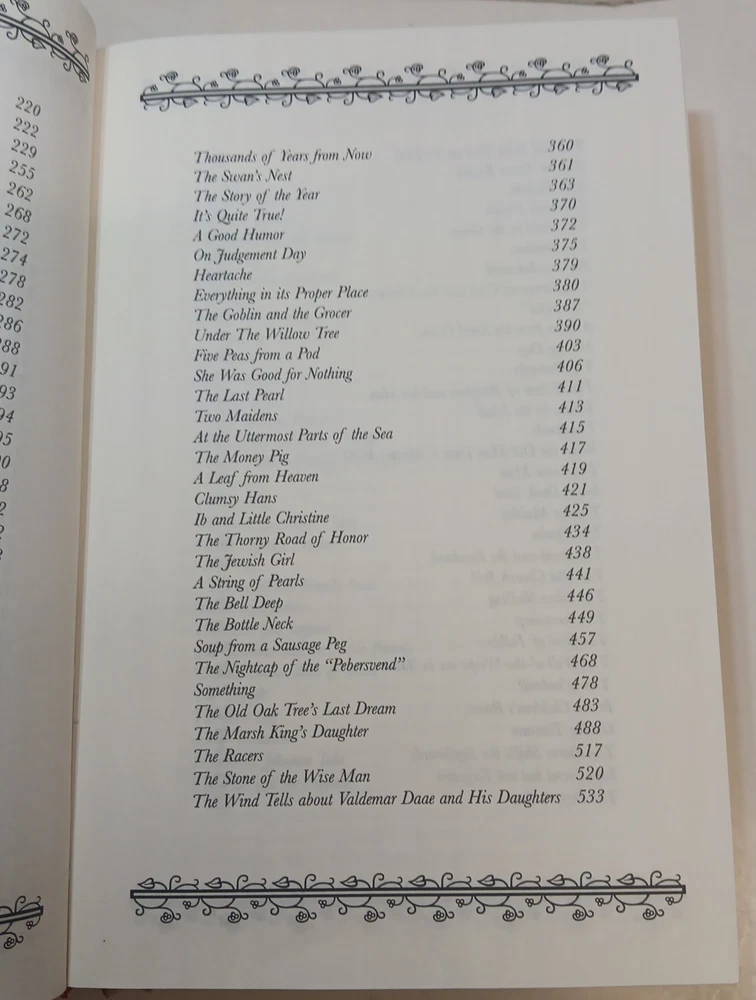 220
222
229
255
262
268
272
274
278
282
286
288
Thousands of Years from Now 360
The Swan's Nest 361
The Story of the Year 363
It's Quite True! 370
A Good Humor 372
On Judgement Day 375
Heartache 379
Everything in its Proper Place 380
The Goblin and the Grocer 387
Under The Willow Tree 390
Five Peas from a Pod 403
She Was Good for Nothing 406
The Last Pearl 411
Two Maidens 413
At the Uttermost Parts of the Sea 415
The Money Pig 417
A Leaf from Heaven 419
Clumsy Hans 421
Ib and Little Christine 425
The Thorny Road of Honor 434
The Jewish Girl 438
A String of Pearls 441
The Bell Deep 446
The Bottle Neck 449
Soup from a Sausage Peg 457
The Nightcap of the "Pebersvend" 468
Something 478
The Old Oak Tree's Last Dream 483
The Marsh King's Daughter 488
The Racers 517
The Stone of the Wise Man 520
The Wind Tells about Valdemar Daae and His Daughters 533